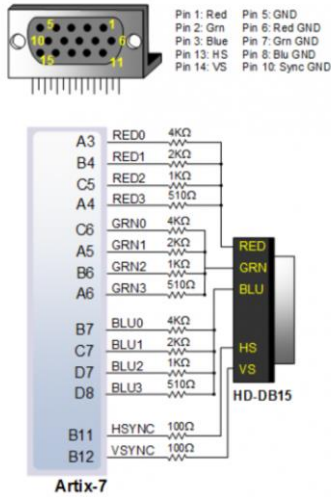 Pin 1: Red Pin 5: GND
Pin 2: Grn Pin 6: Red GND
Pin 3: Blue Pin 7: Grn GND
Pin 13: HS Pin 8: Blu GND
Pin 14: VS Pin 10: Sync GND
5 1
10 6
15 11
A3 RED0 4KΩ
B4 RED1 2KΩ
C5 RED2 1KΩ
A4 RED3 510Ω
C6 GRN0 4KΩ
A5 GRN1 2KΩ
B6 GRN2 1KΩ
A6 GRN3 510Ω
B7 BLU0 4KΩ
C7 BLU1 2KΩ
D7 BLU2 1KΩ
D8 BLU3 510Ω
B11 HSYNC 100Ω
B12 VSYNC 100Ω
RED
GRN
BLU
HS
VS
HD-DB15
Artix-7